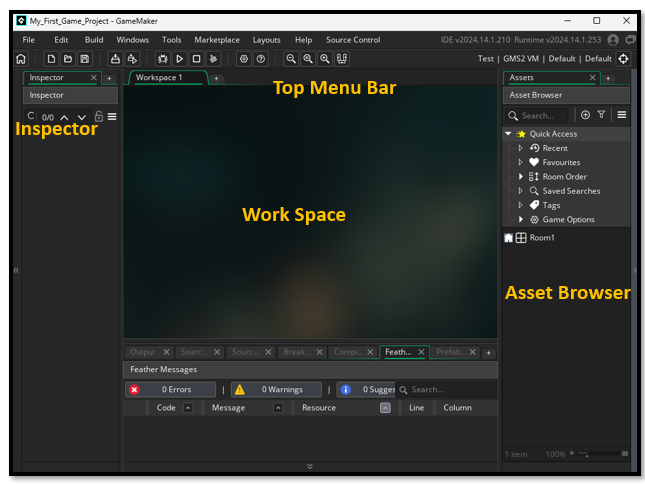 My_First_Game_Project - GameMaker
File Edit Build Windows Tools Marketplace Layouts Help Source Control IDE v2024.14.1.210 Runtime v2024.14.1.253
Test | GMS2 VM | Default | Default
Inspector
Workspace 1
Assets
Top Menu Bar
Inspector
Asset Browser
0/0
Search...
Inspector
Quick Access
Recent
Favourites
Room Order
Saved Searches
Tags
Game Options
Work Space
Room1
Asset Browser
Output Searc... Sourc... Break... Compi... Feath... Prefab...
Feather Messages
0 Errors | 0 Warnings | 0 Sugges Search...
Code Message Resource Line Column
1 item 100%